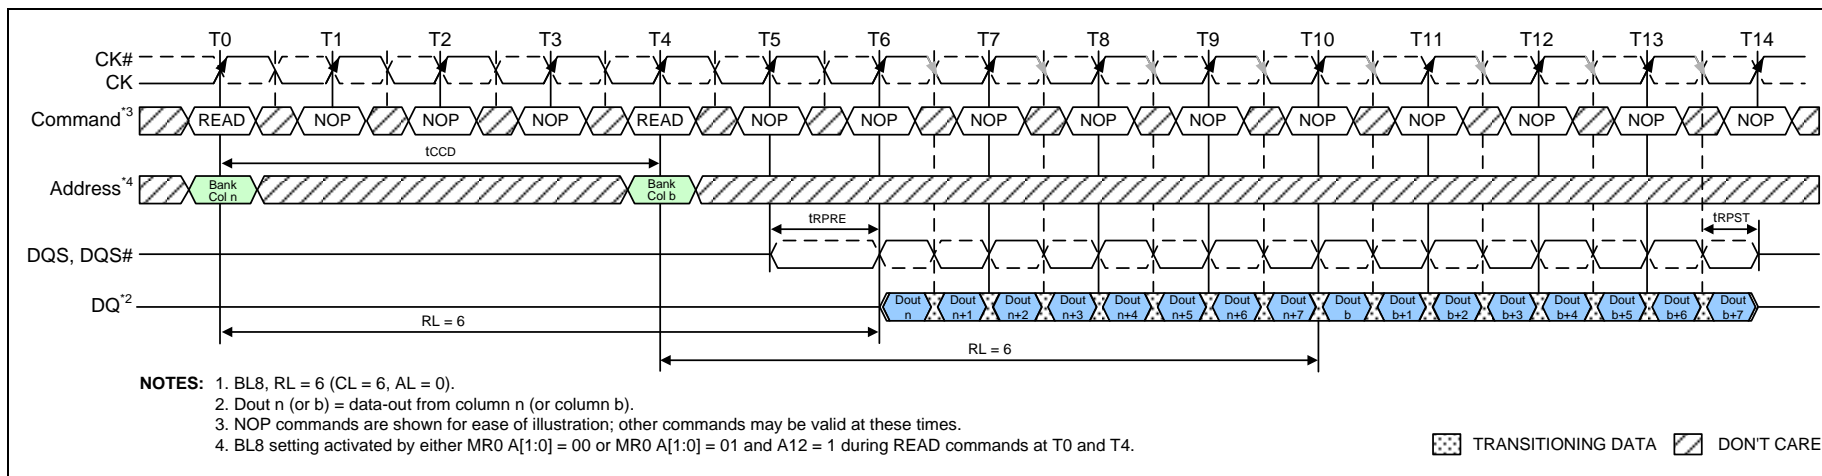 T0 T1 T2 T3 T4 T5 T6 T7 T8 T9 T10 T11 T12 T13 T14
CK#
CK
Command*3 READ NOP NOP NOP READ NOP NOP NOP NOP NOP NOP NOP NOP NOP NOP
tCCD
Address*4 Bank Col n Bank Col b
tRPRE tRPST
DQS, DQS#
DQ*2 Dout n Dout n+1 Dout n+2 Dout n+3 Dout n+4 Dout n+5 Dout n+6 Dout n+7 Dout b Dout b+1 Dout b+2 Dout b+3 Dout b+4 Dout b+5 Dout b+6 Dout b+7
RL = 6
RL = 6
NOTES: 1. BL8, RL = 6 (CL = 6, AL = 0).
2. Dout n (or b) = data-out from column n (or column b).
3. NOP commands are shown for ease of illustration; other commands may be valid at these times.
4. BL8 setting activated by either MR0 A[1:0] = 00 or MR0 A[1:0] = 01 and A12 = 1 during READ commands at T0 and T4.
TRANSITIONING DATA DON'T CARE